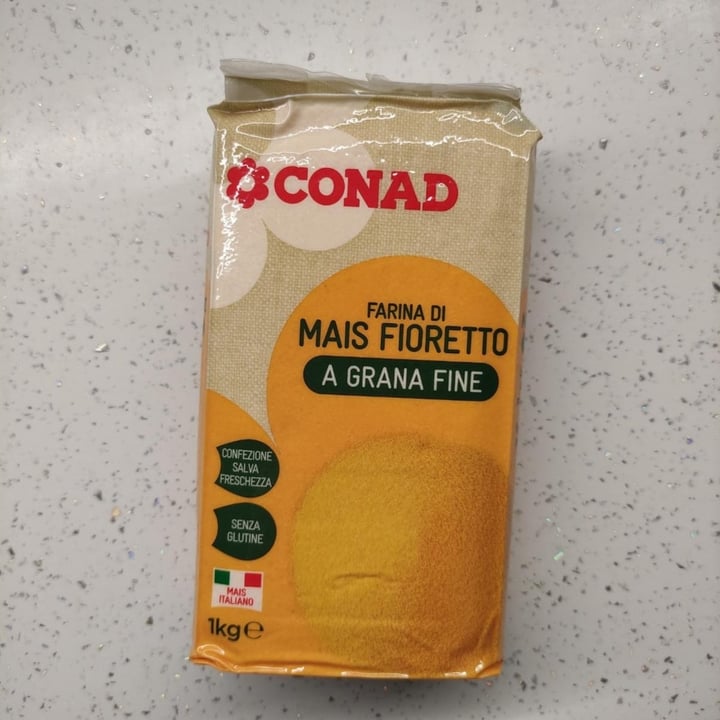 CONAD
FARINA DI
MAIS FIORETTO
A GRANA FINE
CONFEZIONE
SALVA
FRESCHEZZA
SENZA
GLUTINE
MAIS
ITALIANO
1kg ℮